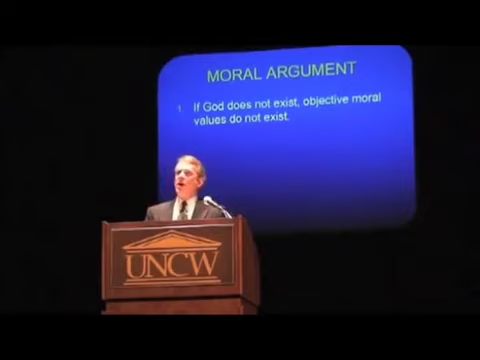 MORAL ARGUMENT
1. If God does not exist, objective moral
values do not exist.
UNCW